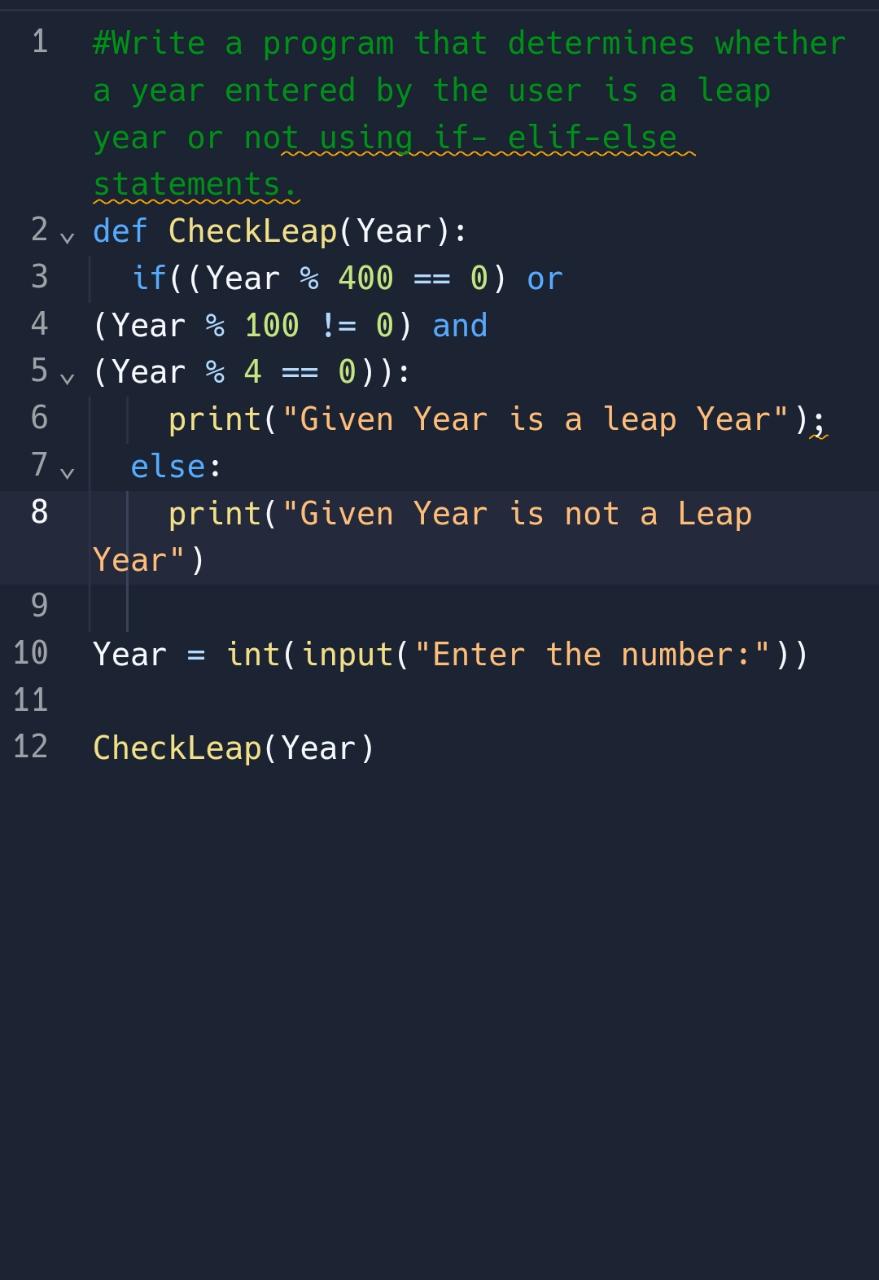 1 #Write a program that determines whether
a year entered by the user is a leap
year or not using if- elif-else
statements.
2 def CheckLeap(Year):
3 if((Year % 400 == 0) or
4 (Year % 100 != 0) and
5 (Year % 4 == 0)):
6 print("Given Year is a leap Year");
7 else:
8 print("Given Year is not a Leap
Year")
9
10 Year = int(input("Enter the number:"))
11
12 CheckLeap(Year)